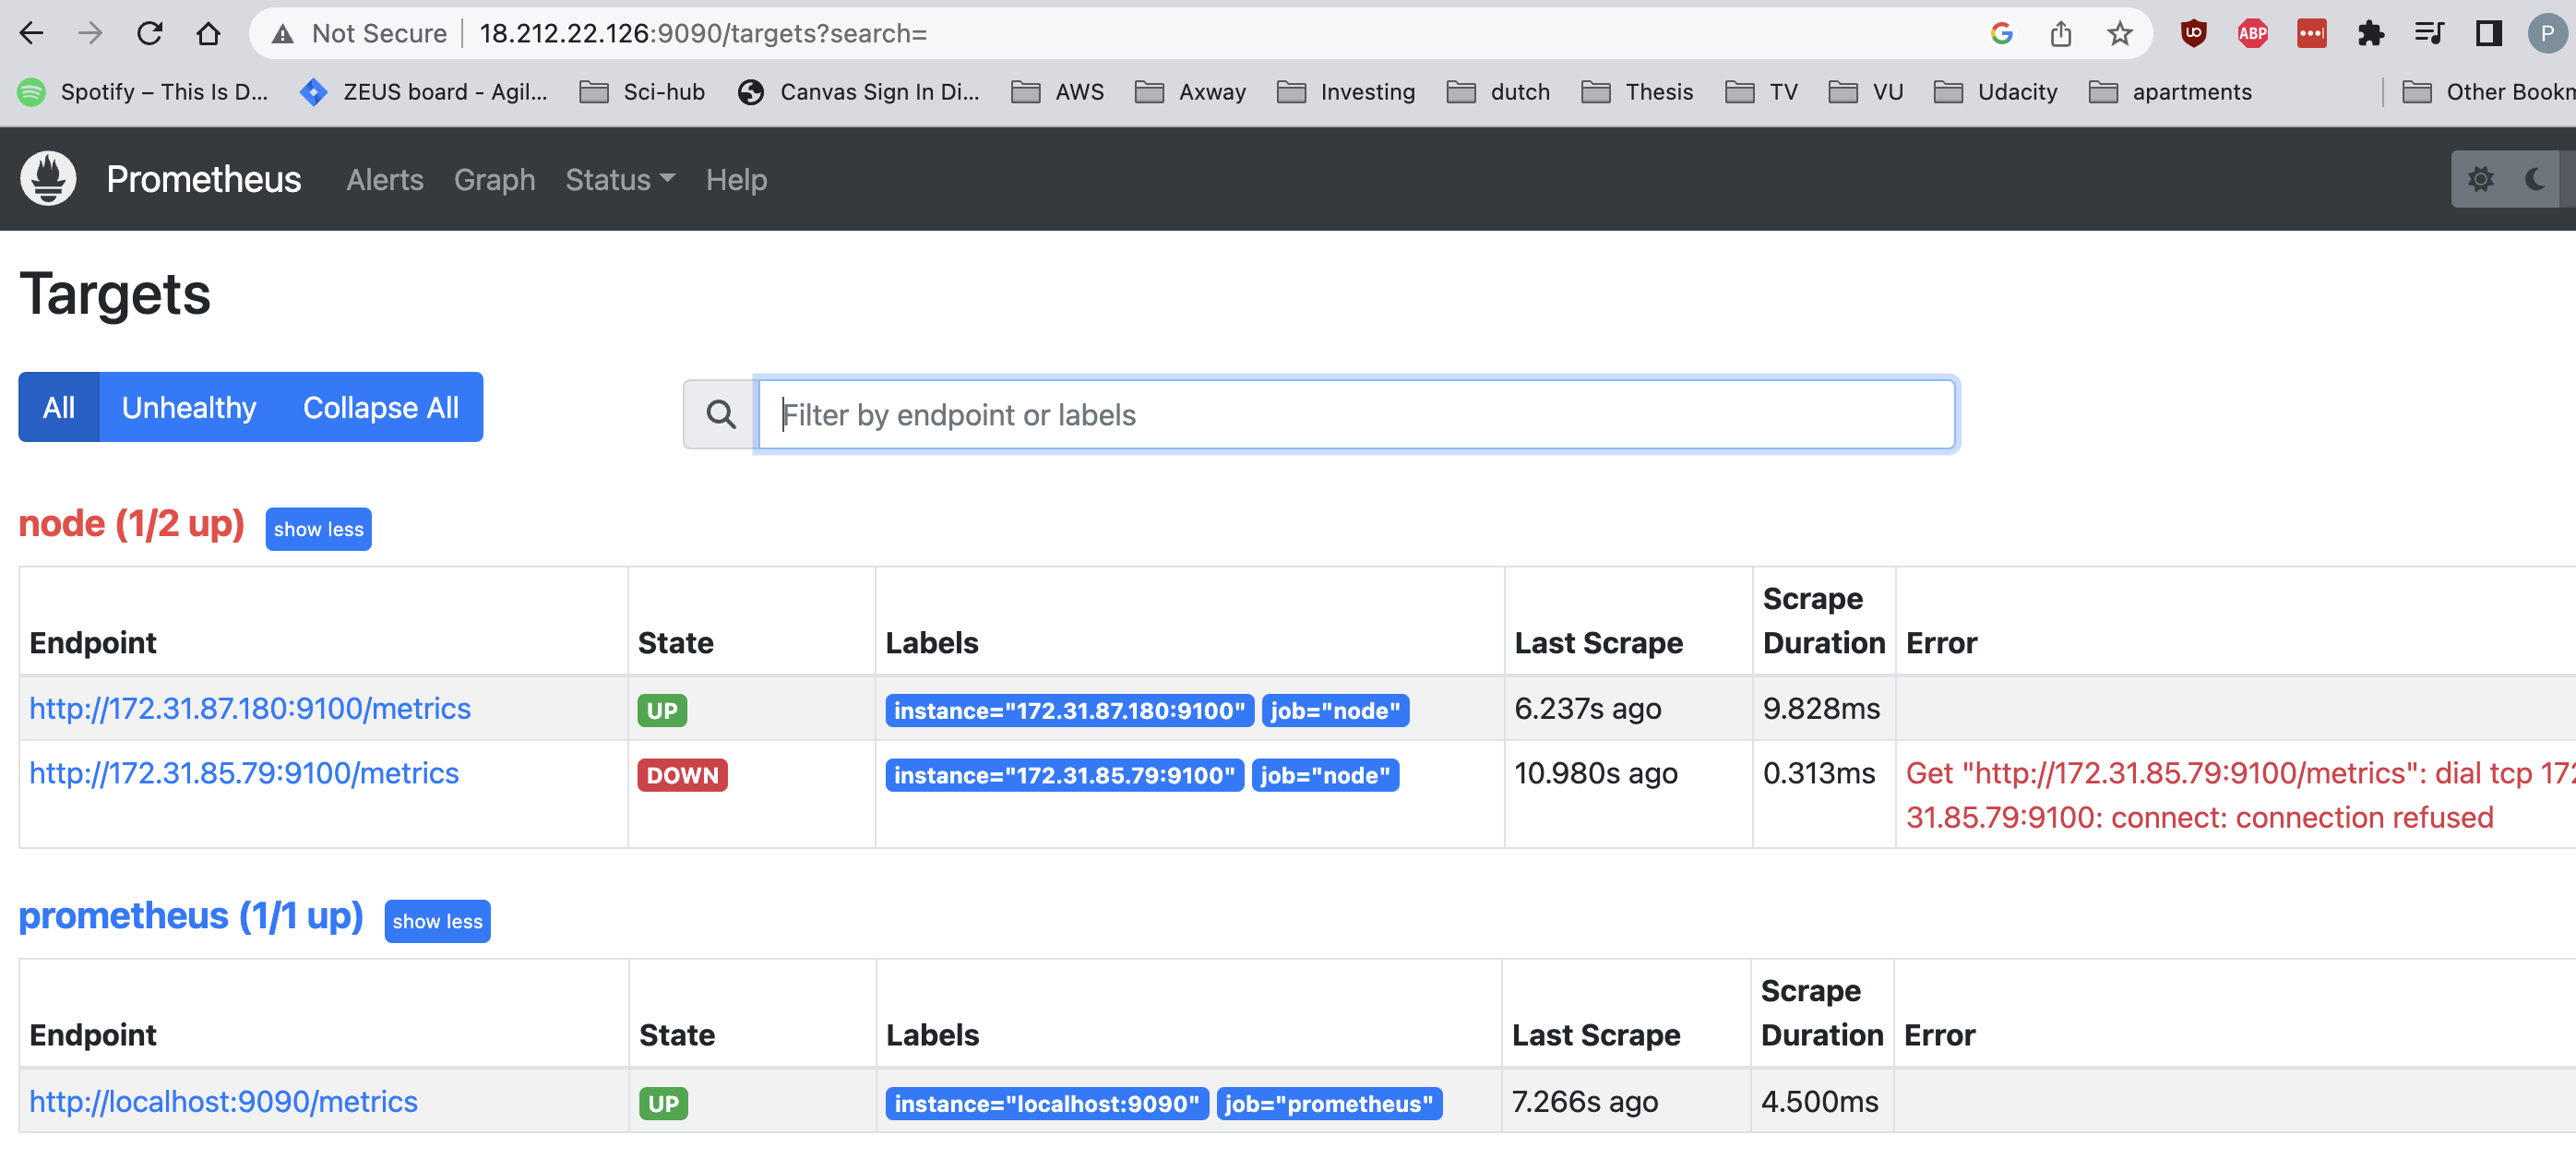 Not Secure 18.212.22.126:9090/targets?search=
ABP P
Spotify – This Is D... ZEUS board - Agil... Sci-hub Canvas Sign In Di... AWS Axway Investing dutch Thesis TV VU Udacity apartments Other Bookm
Prometheus Alerts Graph Status Help
Targets
All Unhealthy Collapse All Filter by endpoint or labels
node (1/2 up) show less
Endpoint State Labels Last Scrape Scrape Duration Error
http://172.31.87.180:9100/metrics UP instance="172.31.87.180:9100" job="node" 6.237s ago 9.828ms
http://172.31.85.79:9100/metrics DOWN instance="172.31.85.79:9100" job="node" 10.980s ago 0.313ms Get "http://172.31.85.79:9100/metrics": dial tcp 172
31.85.79:9100: connect: connection refused
prometheus (1/1 up) show less
Endpoint State Labels Last Scrape Scrape Duration Error
http://localhost:9090/metrics UP instance="localhost:9090" job="prometheus" 7.266s ago 4.500ms